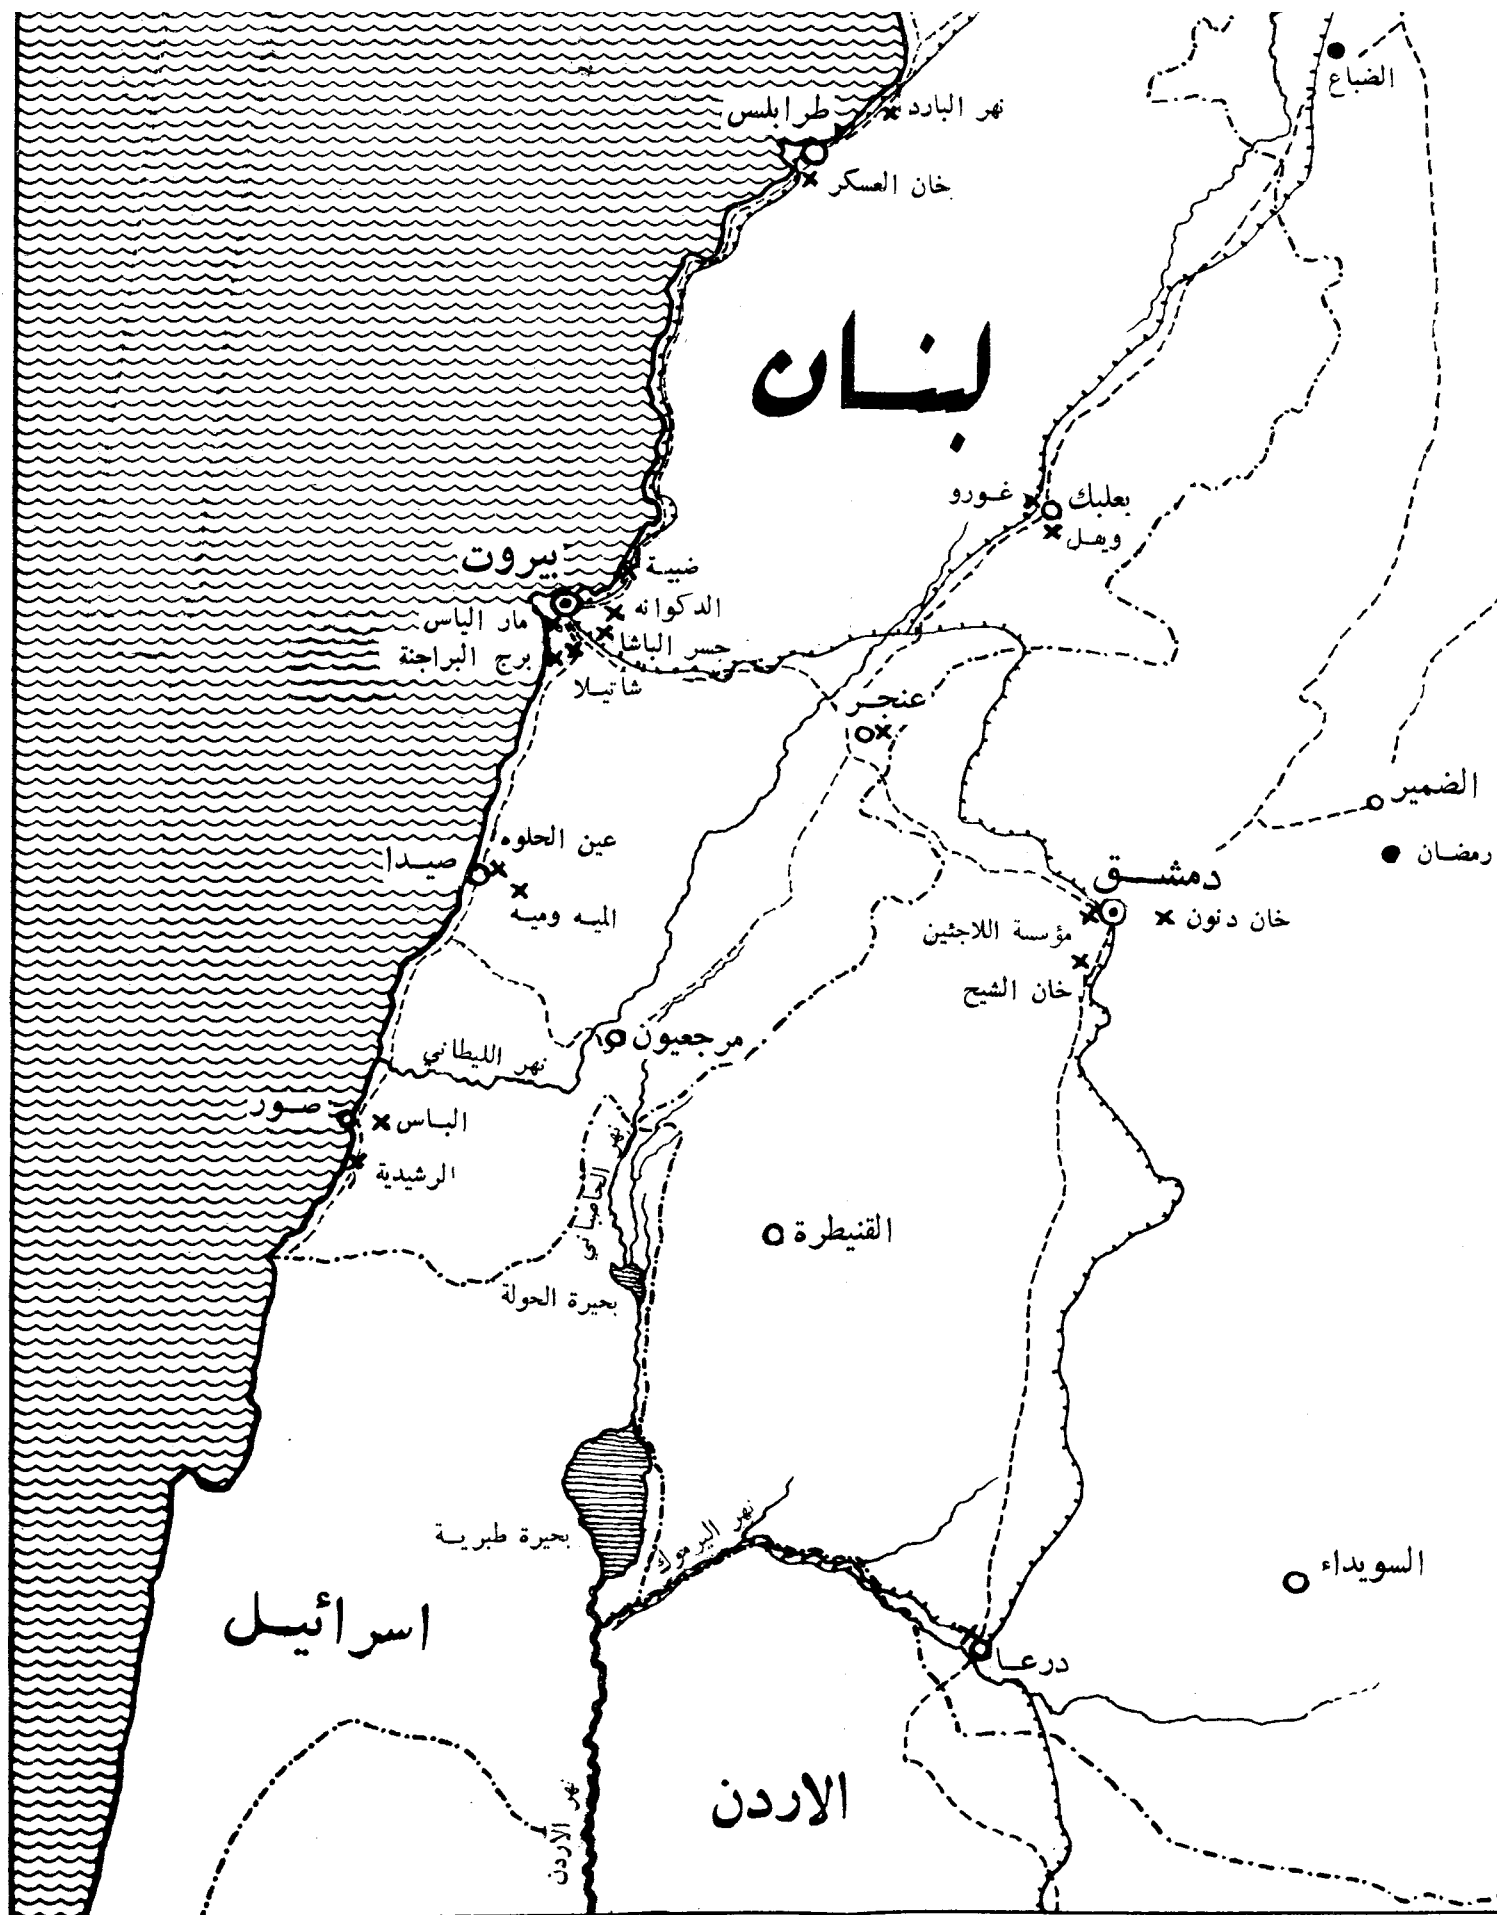 الضباع
طرابلس
نهر البارد
خان العسكر
لبنان
غورو
بعلبك
ويفل
بيروت
ضبية
الدكوانه
مار الياس
جسر الباشا
برج البراجنة
شاتيلا
عنجر
الضمير
رمضان
عين الحلوه
صيدا
الميه وميه
دمشق
خان دنون
مؤسسة اللاجئين
خان الشيح
مرجعيون
نهر الليطاني
صور
الباس
الرشيدية
نهر الحاصباني
القنيطرة
بحيرة الحولة
نهر اليرموك
بحيرة طبرية
السويداء
اسرائيل
درعا
الاردن
نهر الاردن